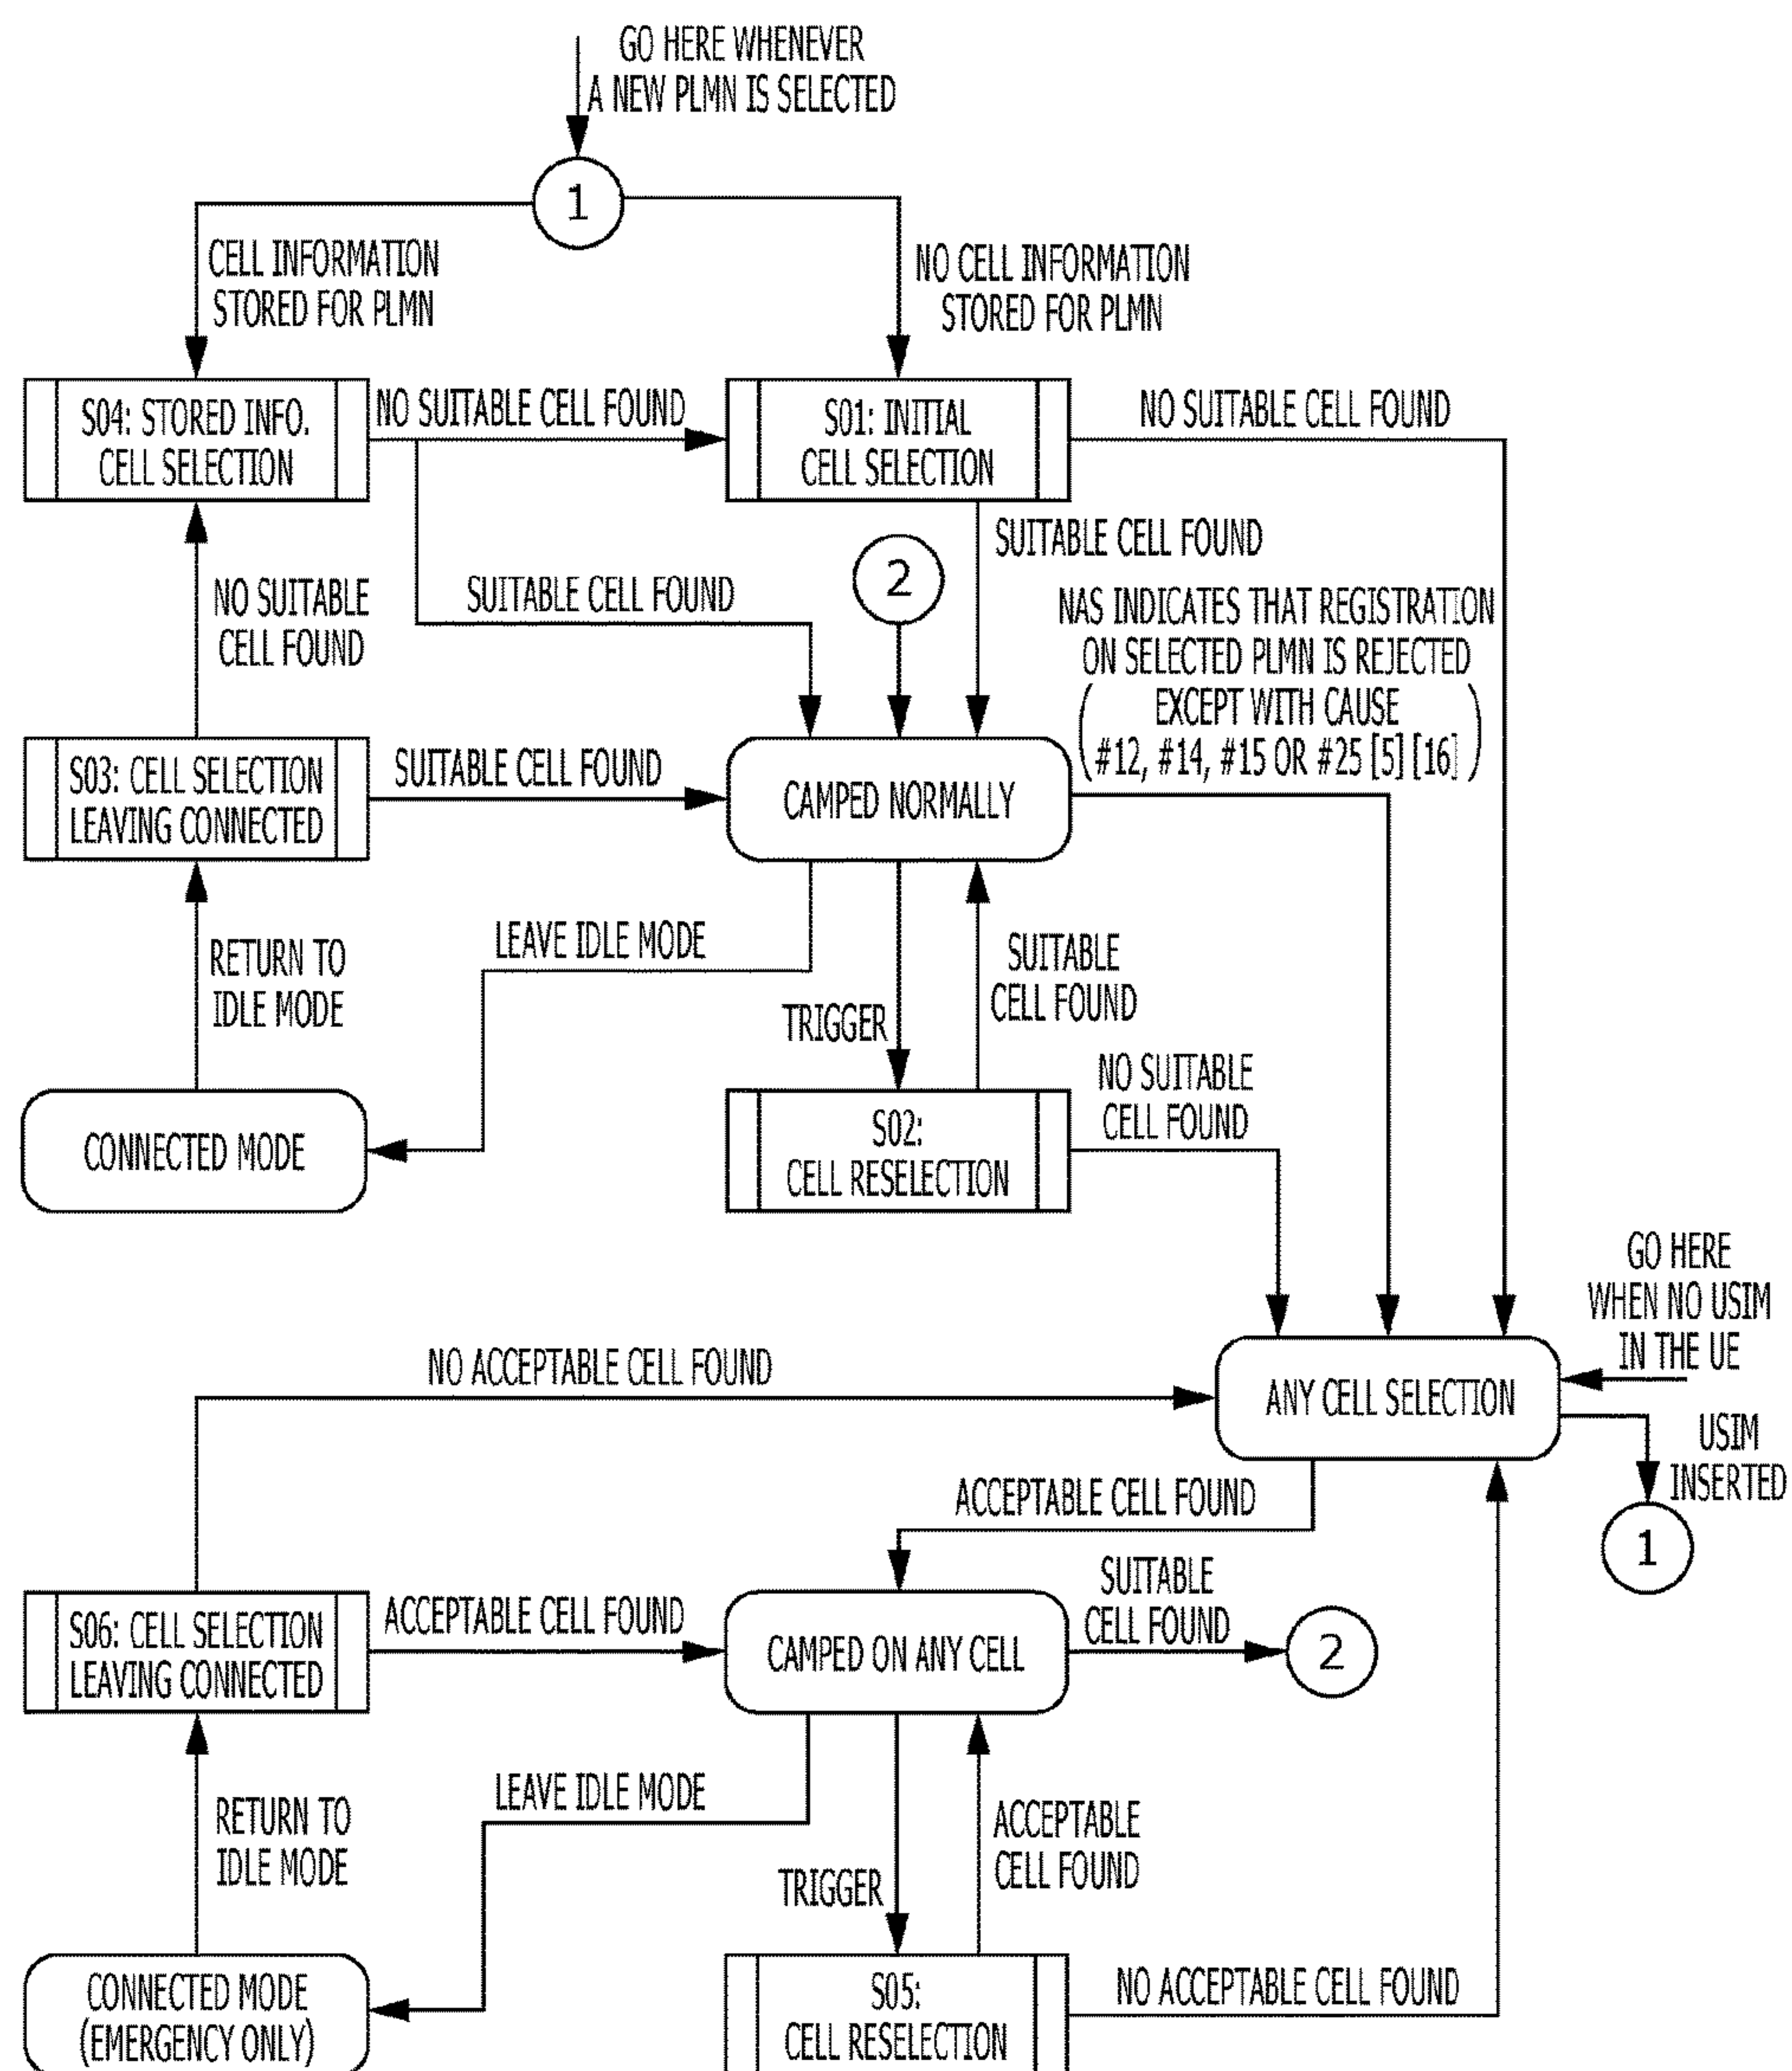 GO HERE WHENEVER
A NEW PLMN IS SELECTED
1
CELL INFORMATION
STORED FOR PLMN
NO CELL INFORMATION
STORED FOR PLMN
S04: STORED INFO.
CELL SELECTION
NO SUITABLE CELL FOUND
S01: INITIAL
CELL SELECTION
NO SUITABLE CELL FOUND
SUITABLE CELL FOUND
2
NO SUITABLE
CELL FOUND
SUITABLE CELL FOUND
NAS INDICATES THAT REGISTRATION
ON SELECTED PLMN IS REJECTED
( EXCEPT WITH CAUSE
#12, #14, #15 OR #25 [5] [16] )
S03: CELL SELECTION
LEAVING CONNECTED
SUITABLE CELL FOUND
CAMPED NORMALLY
LEAVE IDLE MODE
RETURN TO
IDLE MODE
SUITABLE
CELL FOUND
TRIGGER
NO SUITABLE
CELL FOUND
CONNECTED MODE
S02:
CELL RESELECTION
GO HERE
WHEN NO USIM
IN THE UE
NO ACCEPTABLE CELL FOUND
ANY CELL SELECTION
USIM
INSERTED
1
ACCEPTABLE CELL FOUND
S06: CELL SELECTION
LEAVING CONNECTED
ACCEPTABLE CELL FOUND
CAMPED ON ANY CELL
SUITABLE
CELL FOUND
2
LEAVE IDLE MODE
RETURN TO
IDLE MODE
ACCEPTABLE
CELL FOUND
TRIGGER
CONNECTED MODE
(EMERGENCY ONLY)
S05:
CELL RESELECTION
NO ACCEPTABLE CELL FOUND